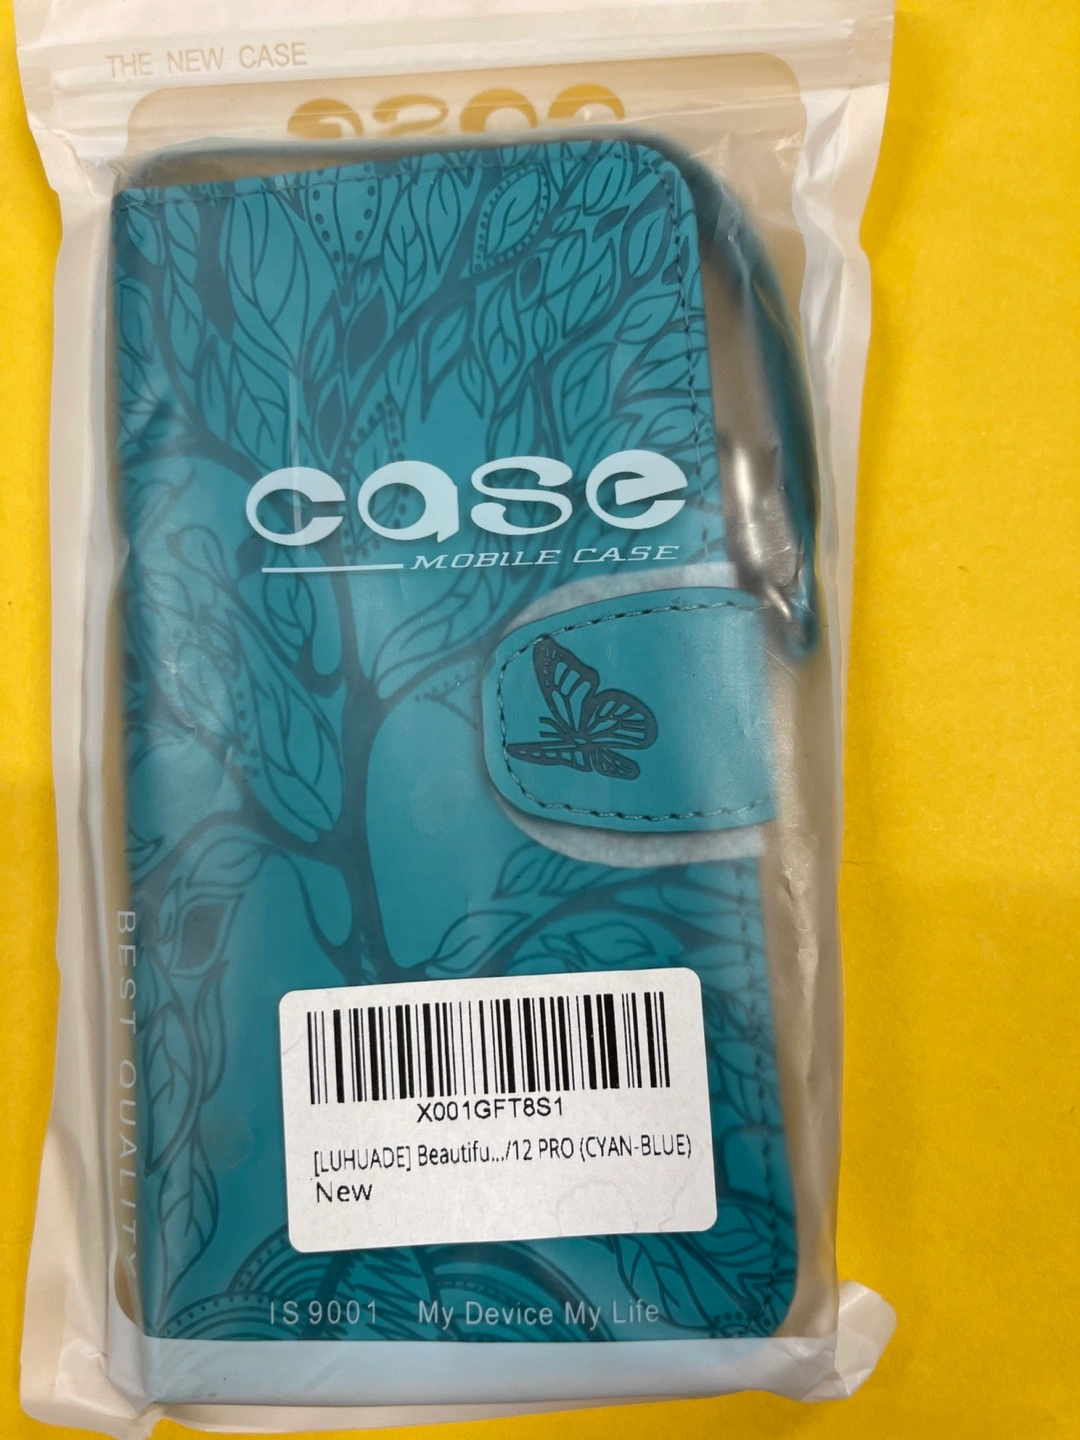 THE NEW CASE
case
case
MOBILE CASE
BEST QUALITY
X001GFT8S1
[LUHUADE] Beautifu.../12 PRO (CYAN-BLUE)
New
IS9001 My Device My Life